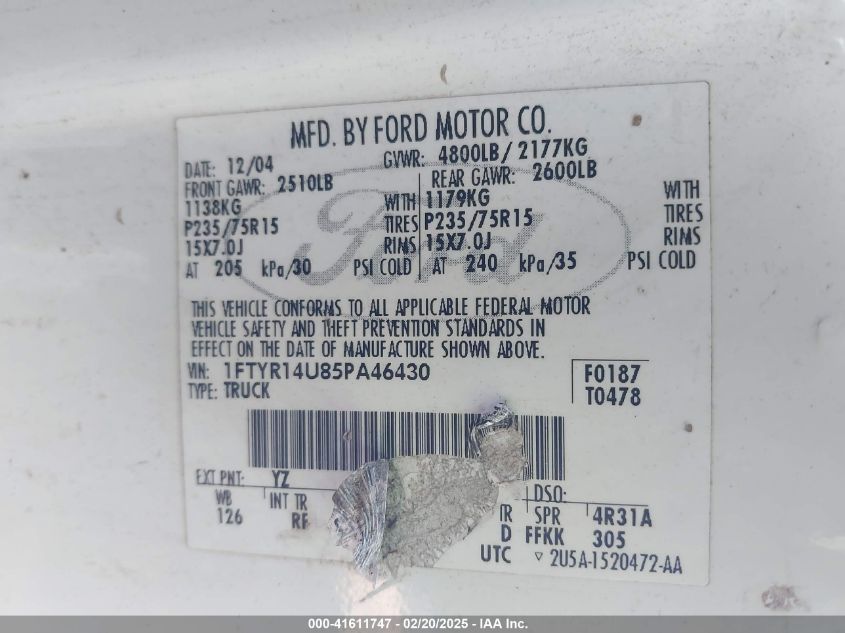 MFD. BY FORD MOTOR CO.
DATE: 12/04 GVWR: 4800LB/ 2177KG
FRONT GAWR: 2510LB REAR GAWR: 2600LB
1138KG WITH 1179KG WITH
P235/75R15 TIRES P235/75R15 TIRES
15X7.0J RIMS 15X7.0J RIMS
AT 205 kPa/30 PSI COLD AT 240 kPa/35 PSI COLD
Ford
THIS VEHICLE CONFORMS TO ALL APPLICABLE FEDERAL MOTOR
VEHICLE SAFETY AND THEFT PREVENTION STANDARDS IN
EFFECT ON THE DATE OF MANUFACTURE SHOWN ABOVE.
VIN: 1FTYR14U85PA46430 F0187
TYPE: TRUCK T0478
EXT PNT: YZ DSO:
WB INT TR R SPR 4R31A
126 RF D FFKK 305
UTC ▽ 2U5A-1520472-AA
000-41611747 - 02/20/2025 - IAA Inc.